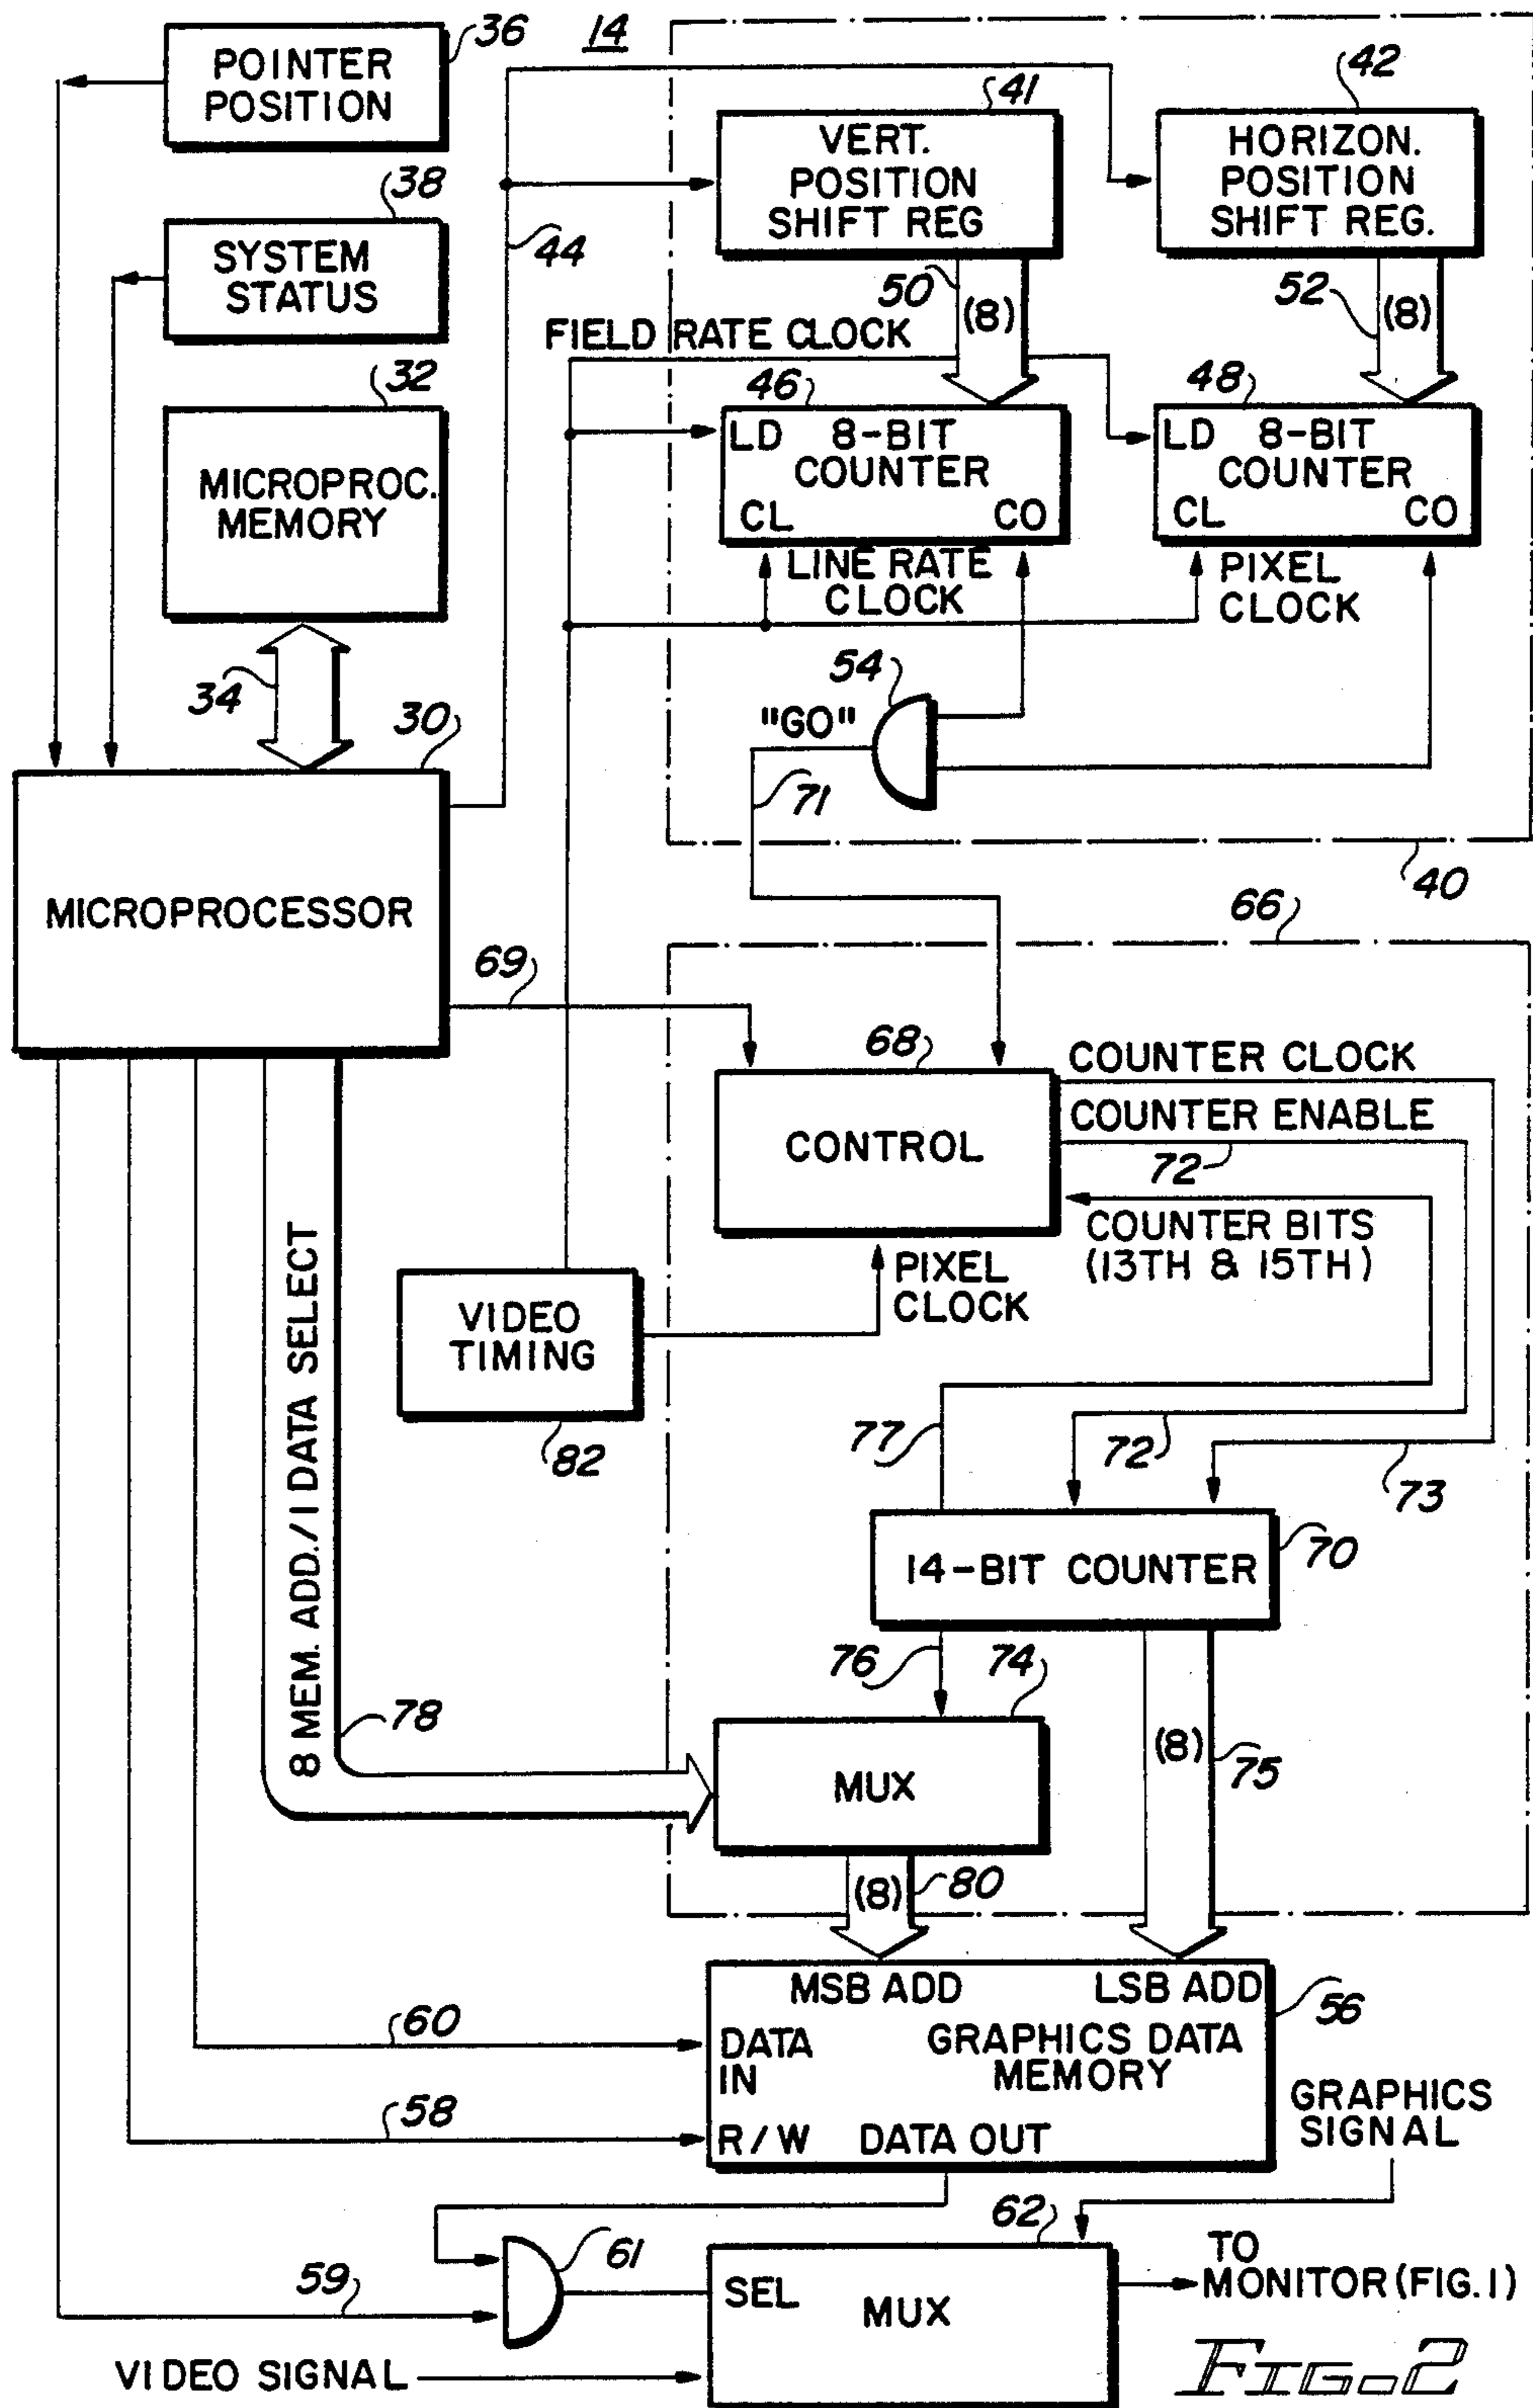 14
36
POINTER
POSITION
38
SYSTEM
STATUS
32
MICROPROC.
MEMORY
34
30
MICROPROCESSOR
44
41
VERT.
POSITION
SHIFT REG
42
HORIZON.
POSITION
SHIFT REG.
50
(8)
52
(8)
FIELD RATE CLOCK
46
LD 8-BIT
COUNTER
CL CO
48
LD 8-BIT
COUNTER
CL CO
LINE RATE
CLOCK
PIXEL
CLOCK
54
"GO"
71
40
66
69
68
CONTROL
COUNTER CLOCK
COUNTER ENABLE
72
COUNTER BITS
(13TH & 15TH)
PIXEL
CLOCK
VIDEO
TIMING
82
8 MEM. ADD./1 DATA SELECT
77
72
73
14-BIT COUNTER
70
76
74
78
MUX
(8)
75
(8)
80
MSB ADD LSB ADD
56
DATA
IN
GRAPHICS DATA
MEMORY
R/W DATA OUT
60
58
GRAPHICS
SIGNAL
62
61
59
SEL
MUX
TO
MONITOR (FIG. 1)
VIDEO SIGNAL
FIG. 2